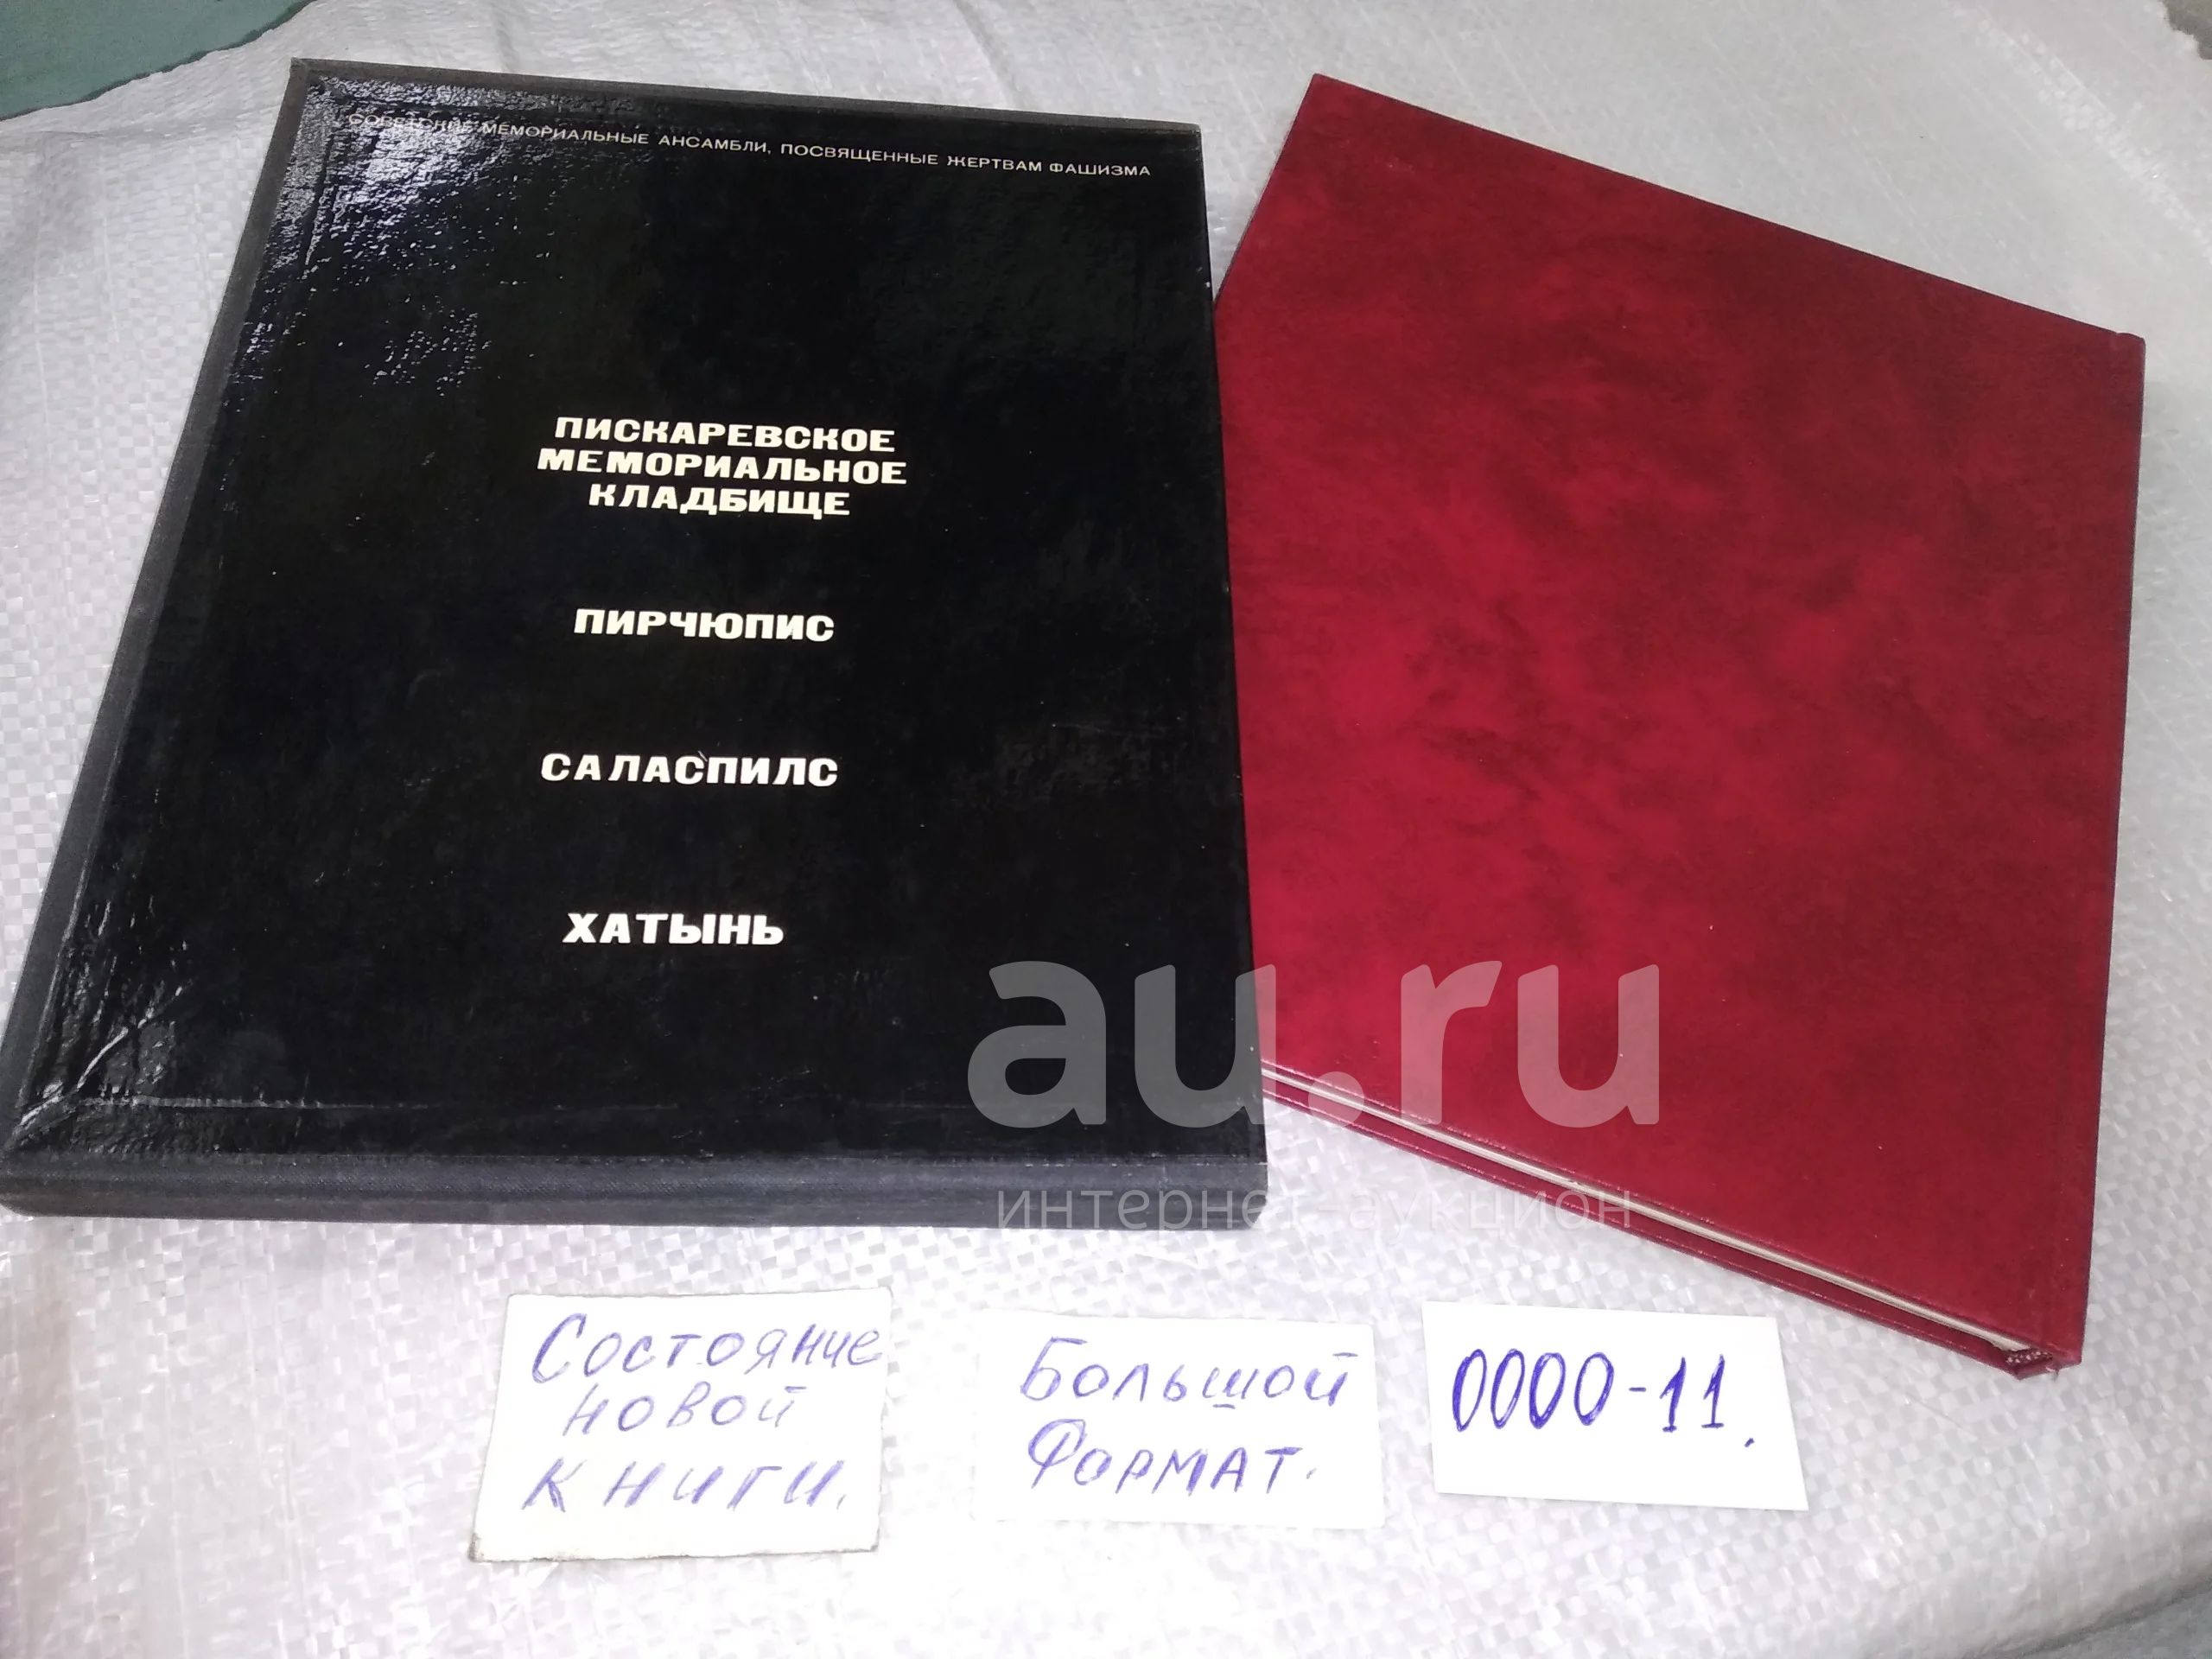 СОВЕТСКИЕ МЕМОРИАЛЬНЫЕ АНСАМБЛИ, ПОСВЯЩЕННЫЕ ЖЕРТВАМ ФАШИЗМА
ПИСКАРЕВСКОЕ
МЕМОРИАЛЬНОЕ
КЛАДБИЩЕ
ПИРЧЮПИС
САЛАСПИЛС
ХАТЫНЬ
au.ru
интернет-аукцион
Состояние
новой
книги.
Большой
Формат.
0000-11.